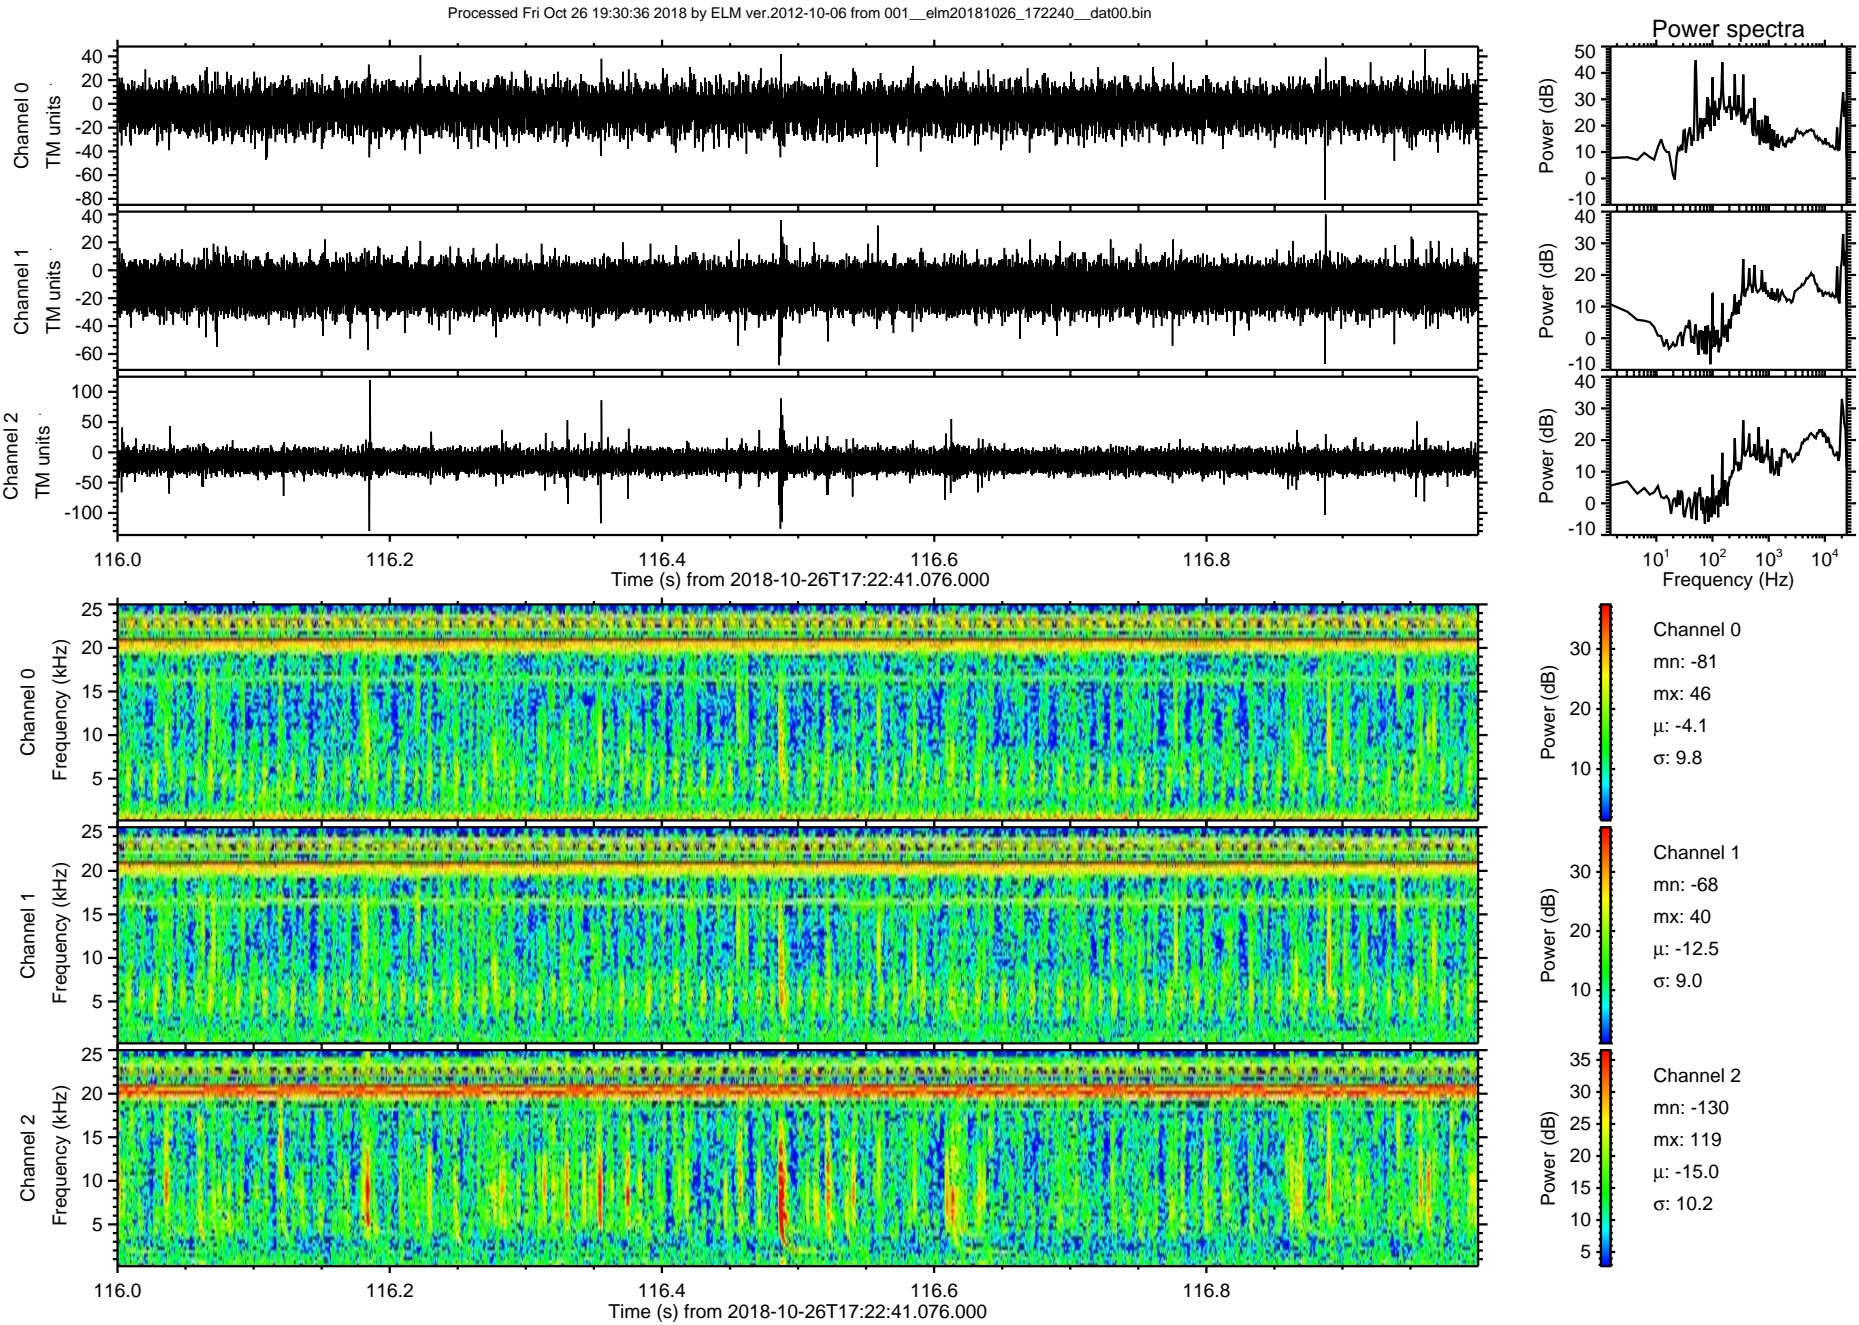 Processed Fri Oct 26 19:30:36 2018 by ELM ver.2012-10-06 from 001__elm20181026_172240__dat00.bin
Power spectra
Channel 0
TM units
40
20
0
-20
-40
-60
-80
Power (dB)
50
40
30
20
10
0
-10
Channel 1
TM units
40
20
0
-20
-40
-60
Power (dB)
40
30
20
10
0
-10
Channel 2
TM units
100
50
0
-50
-100
Power (dB)
40
30
20
10
0
-10
116.0 116.2 116.4 116.6 116.8
Time (s) from 2018-10-26T17:22:41.076.000
10^1 10^2 10^3 10^4
Frequency (Hz)
Channel 0
Frequency (kHz)
25
20
15
10
5
Power (dB)
30
20
10
Channel 0
mn: -81
mx: 46
μ: -4.1
σ: 9.8
Channel 1
Frequency (kHz)
25
20
15
10
5
Power (dB)
30
20
10
Channel 1
mn: -68
mx: 40
μ: -12.5
σ: 9.0
Channel 2
Frequency (kHz)
25
20
15
10
5
Power (dB)
35
30
25
20
15
10
5
Channel 2
mn: -130
mx: 119
μ: -15.0
σ: 10.2
116.0 116.2 116.4 116.6 116.8
Time (s) from 2018-10-26T17:22:41.076.000